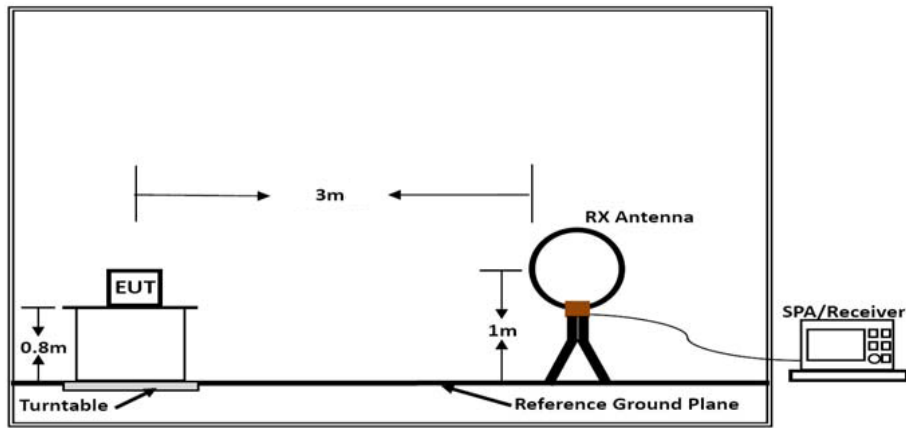 3m
RX Antenna
EUT
SPA/Receiver
0.8m
1m
Turntable
Reference Ground Plane